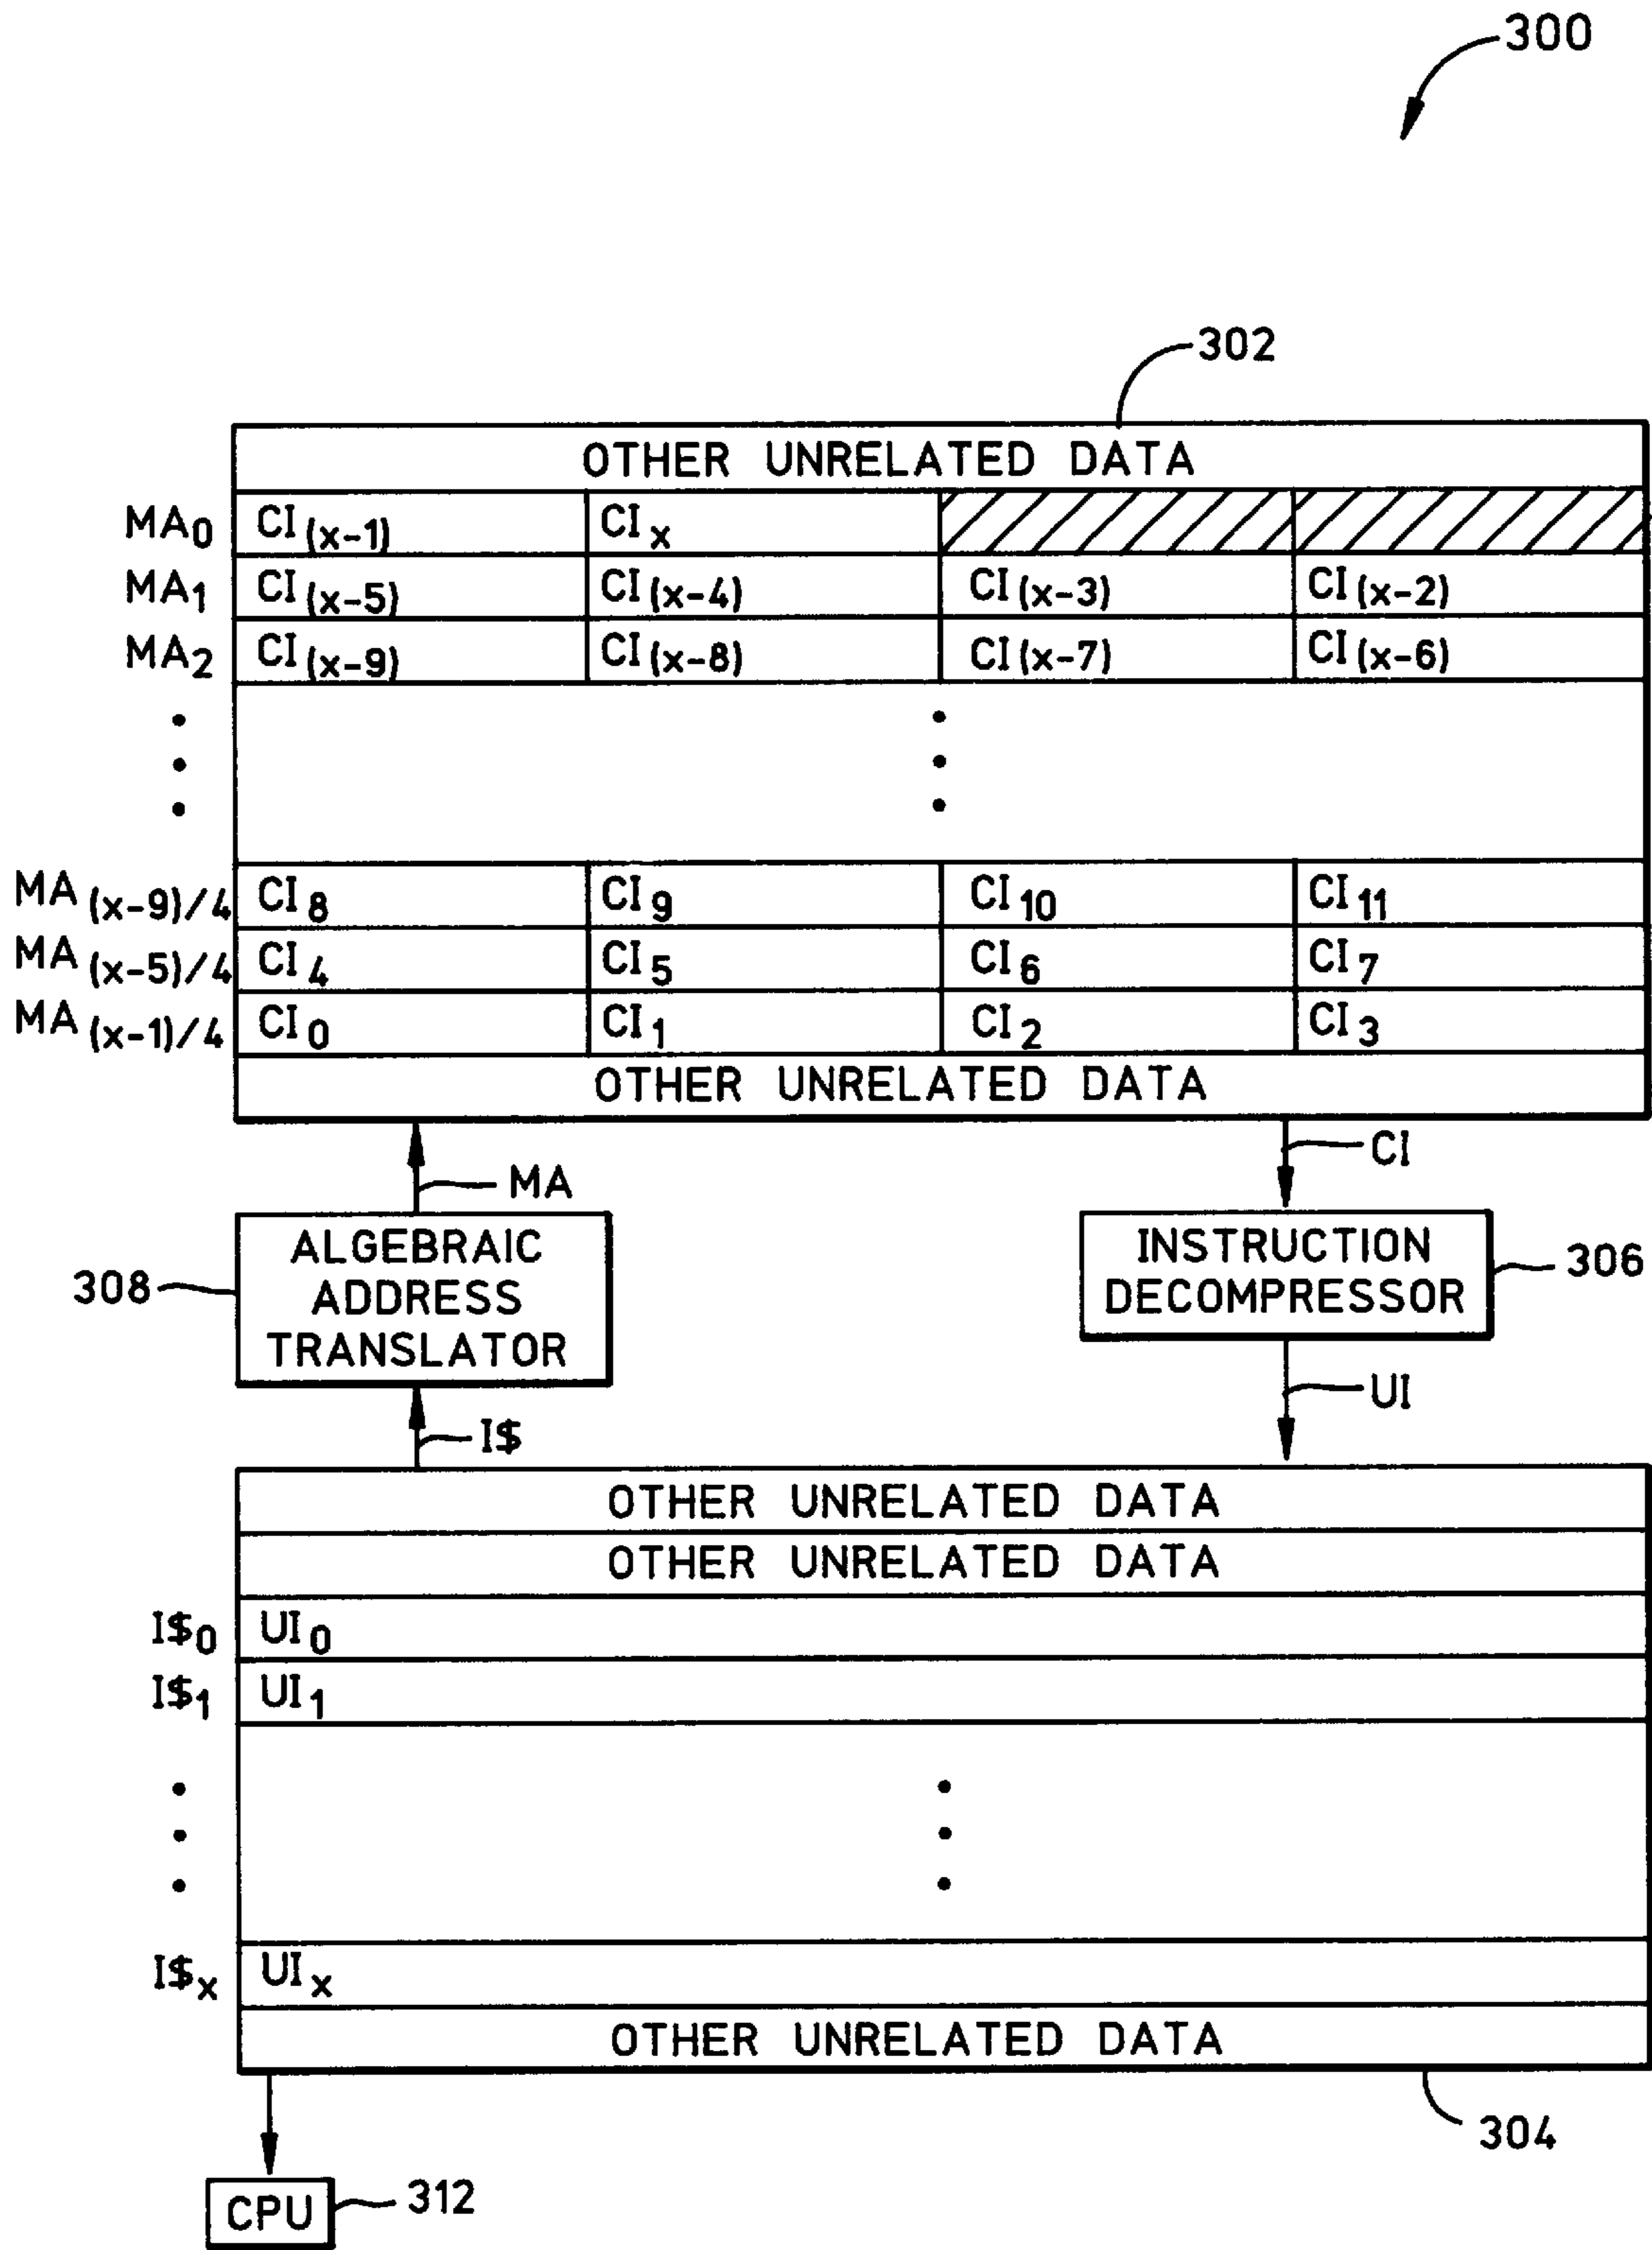 300
302
OTHER UNRELATED DATA
MA0 CI(x-1) CIx
MA1 CI(x-5) CI(x-4) CI(x-3) CI(x-2)
MA2 CI(x-9) CI(x-8) CI(x-7) CI(x-6)
MA(x-9)/4 CI8 CI9 CI10 CI11
MA(x-5)/4 CI4 CI5 CI6 CI7
MA(x-1)/4 CI0 CI1 CI2 CI3
OTHER UNRELATED DATA
MA
CI
308
ALGEBRAIC
ADDRESS
TRANSLATOR
INSTRUCTION
DECOMPRESSOR
306
I$
UI
OTHER UNRELATED DATA
OTHER UNRELATED DATA
I$0 UI0
I$1 UI1
I$x UIx
OTHER UNRELATED DATA
304
CPU
312